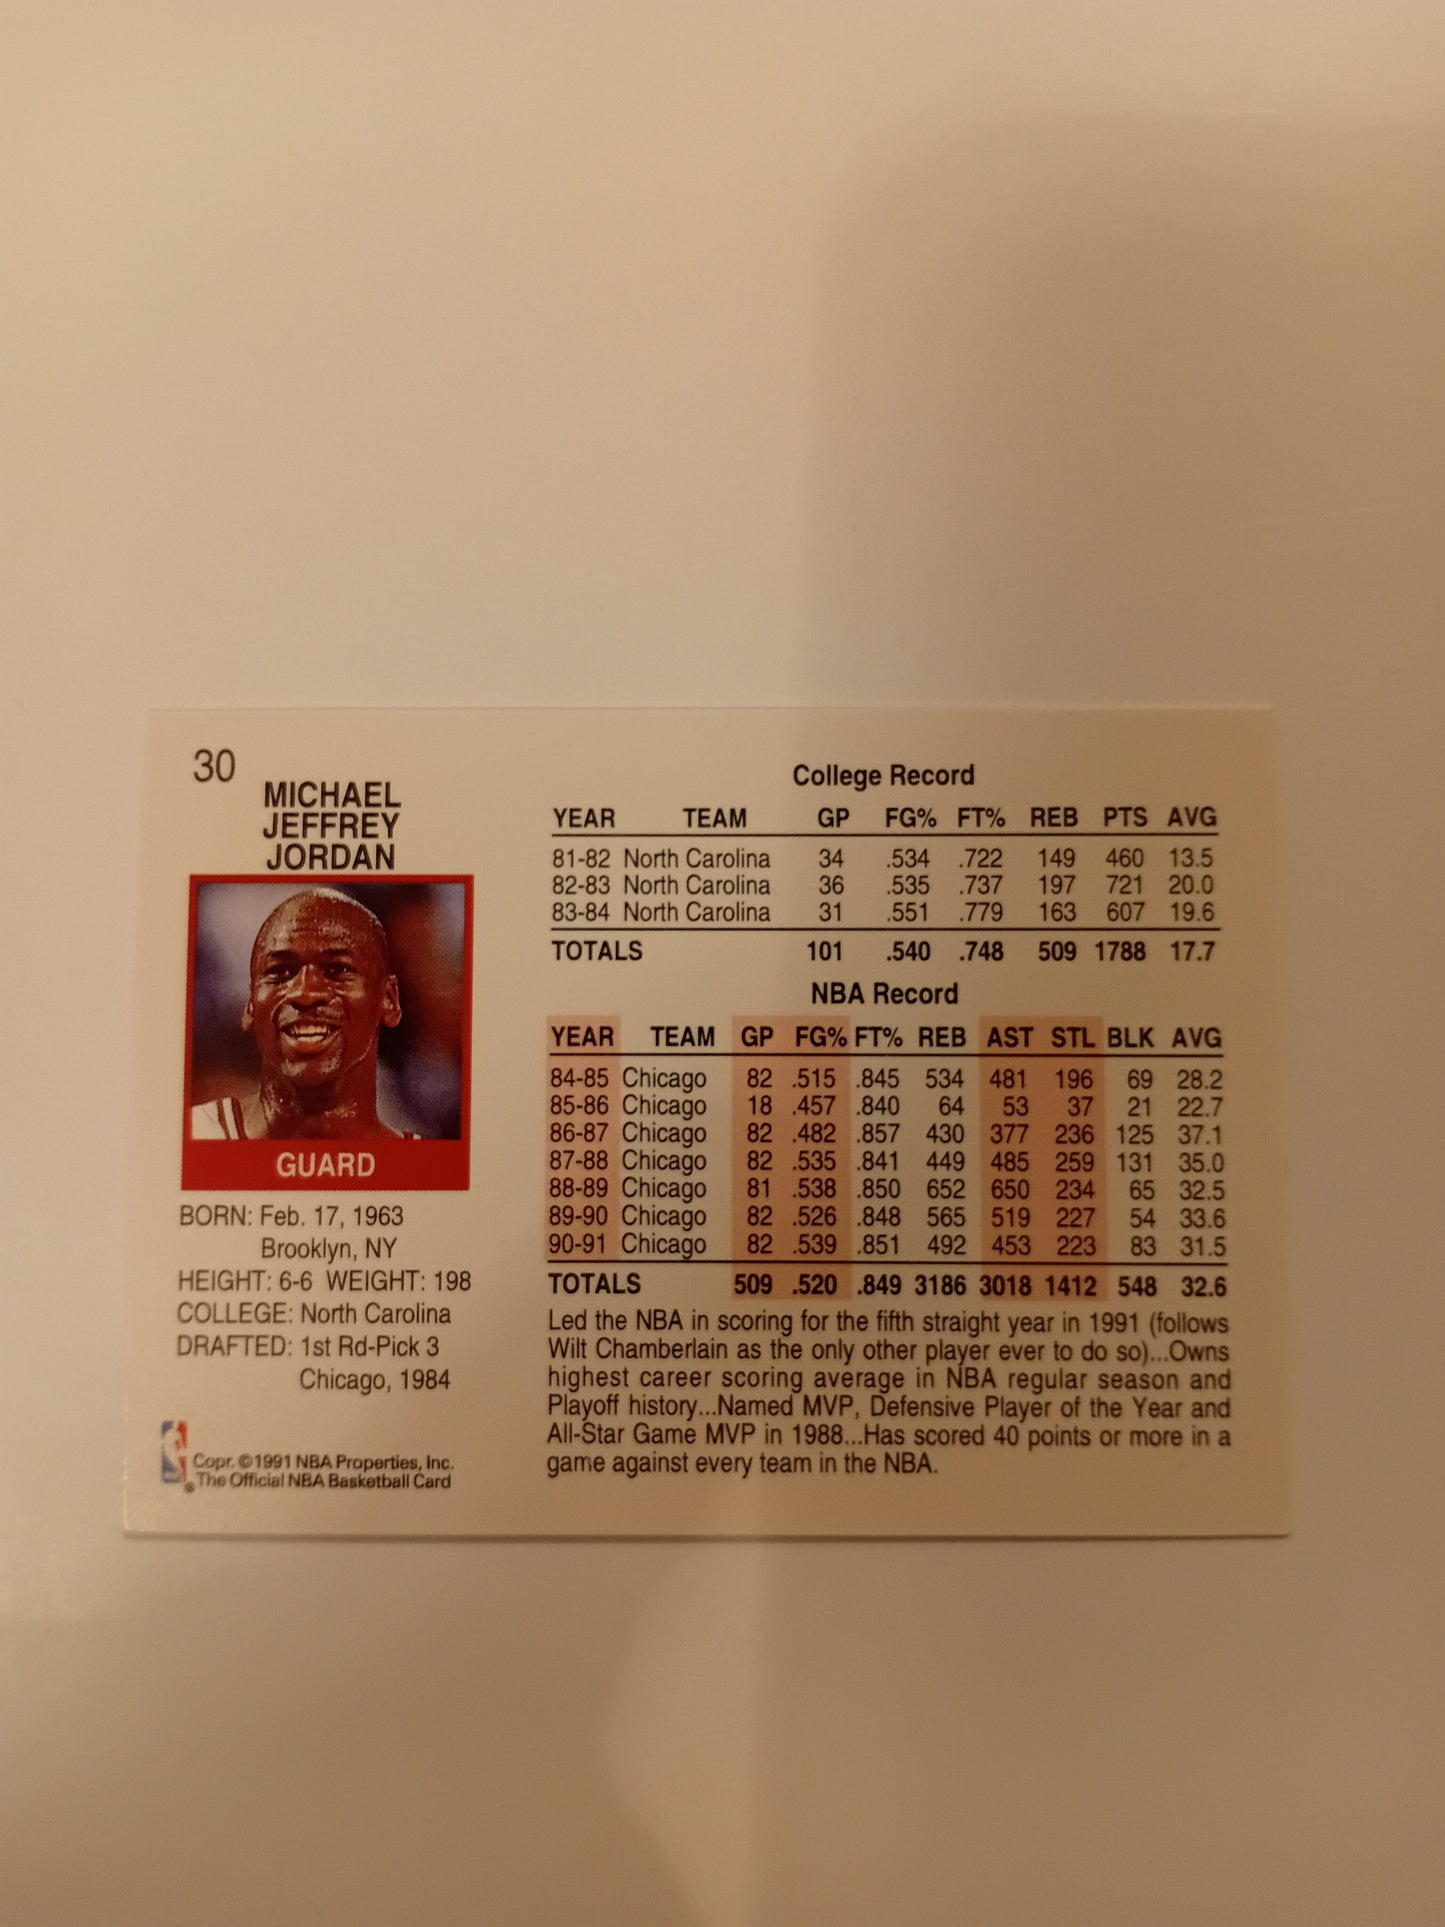 30
MICHAEL
JEFFREY
JORDAN
GUARD
BORN: Feb. 17, 1963
Brooklyn, NY
HEIGHT: 6-6 WEIGHT: 198
COLLEGE: North Carolina
DRAFTED: 1st Rd-Pick 3
Chicago, 1984
Copr. ©1991 NBA Properties, Inc.
The Official NBA Basketball Card
College Record
YEAR TEAM GP FG% FT% REB PTS AVG
81-82 North Carolina 34 .534 .722 149 460 13.5
82-83 North Carolina 36 .535 .737 197 721 20.0
83-84 North Carolina 31 .551 .779 163 607 19.6
TOTALS 101 .540 .748 509 1788 17.7
NBA Record
YEAR TEAM GP FG% FT% REB AST STL BLK AVG
84-85 Chicago 82 .515 .845 534 481 196 69 28.2
85-86 Chicago 18 .457 .840 64 53 37 21 22.7
86-87 Chicago 82 .482 .857 430 377 236 125 37.1
87-88 Chicago 82 .535 .841 449 485 259 131 35.0
88-89 Chicago 81 .538 .850 652 650 234 65 32.5
89-90 Chicago 82 .526 .848 565 519 227 54 33.6
90-91 Chicago 82 .539 .851 492 453 223 83 31.5
TOTALS 509 .520 .849 3186 3018 1412 548 32.6
Led the NBA in scoring for the fifth straight year in 1991 (follows
Wilt Chamberlain as the only other player ever to do so)...Owns
highest career scoring average in NBA regular season and
Playoff history...Named MVP, Defensive Player of the Year and
All-Star Game MVP in 1988...Has scored 40 points or more in a
game against every team in the NBA.